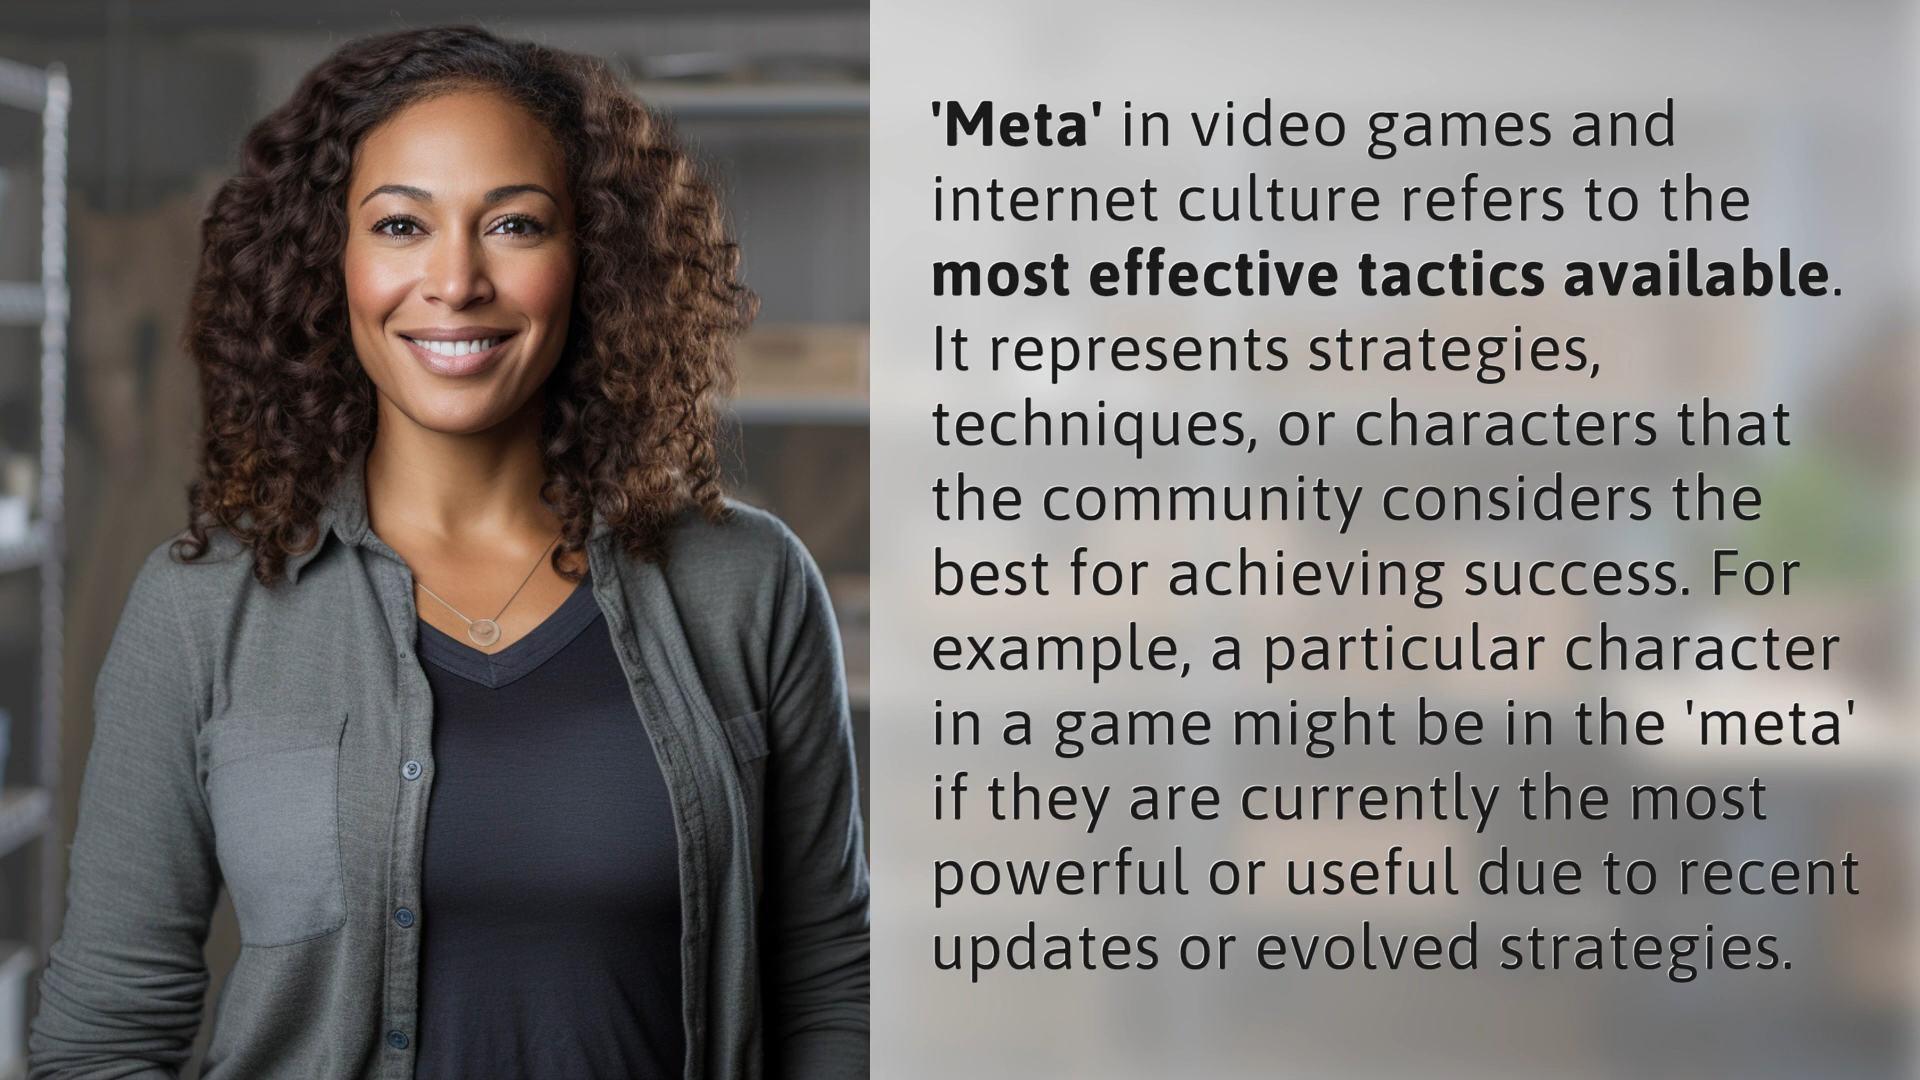 'Meta' in video games and
internet culture refers to the
most effective tactics available.
It represents strategies,
techniques, or characters that
the community considers the
best for achieving success. For
example, a particular character
in a game might be in the 'meta'
if they are currently the most
powerful or useful due to recent
updates or evolved strategies.